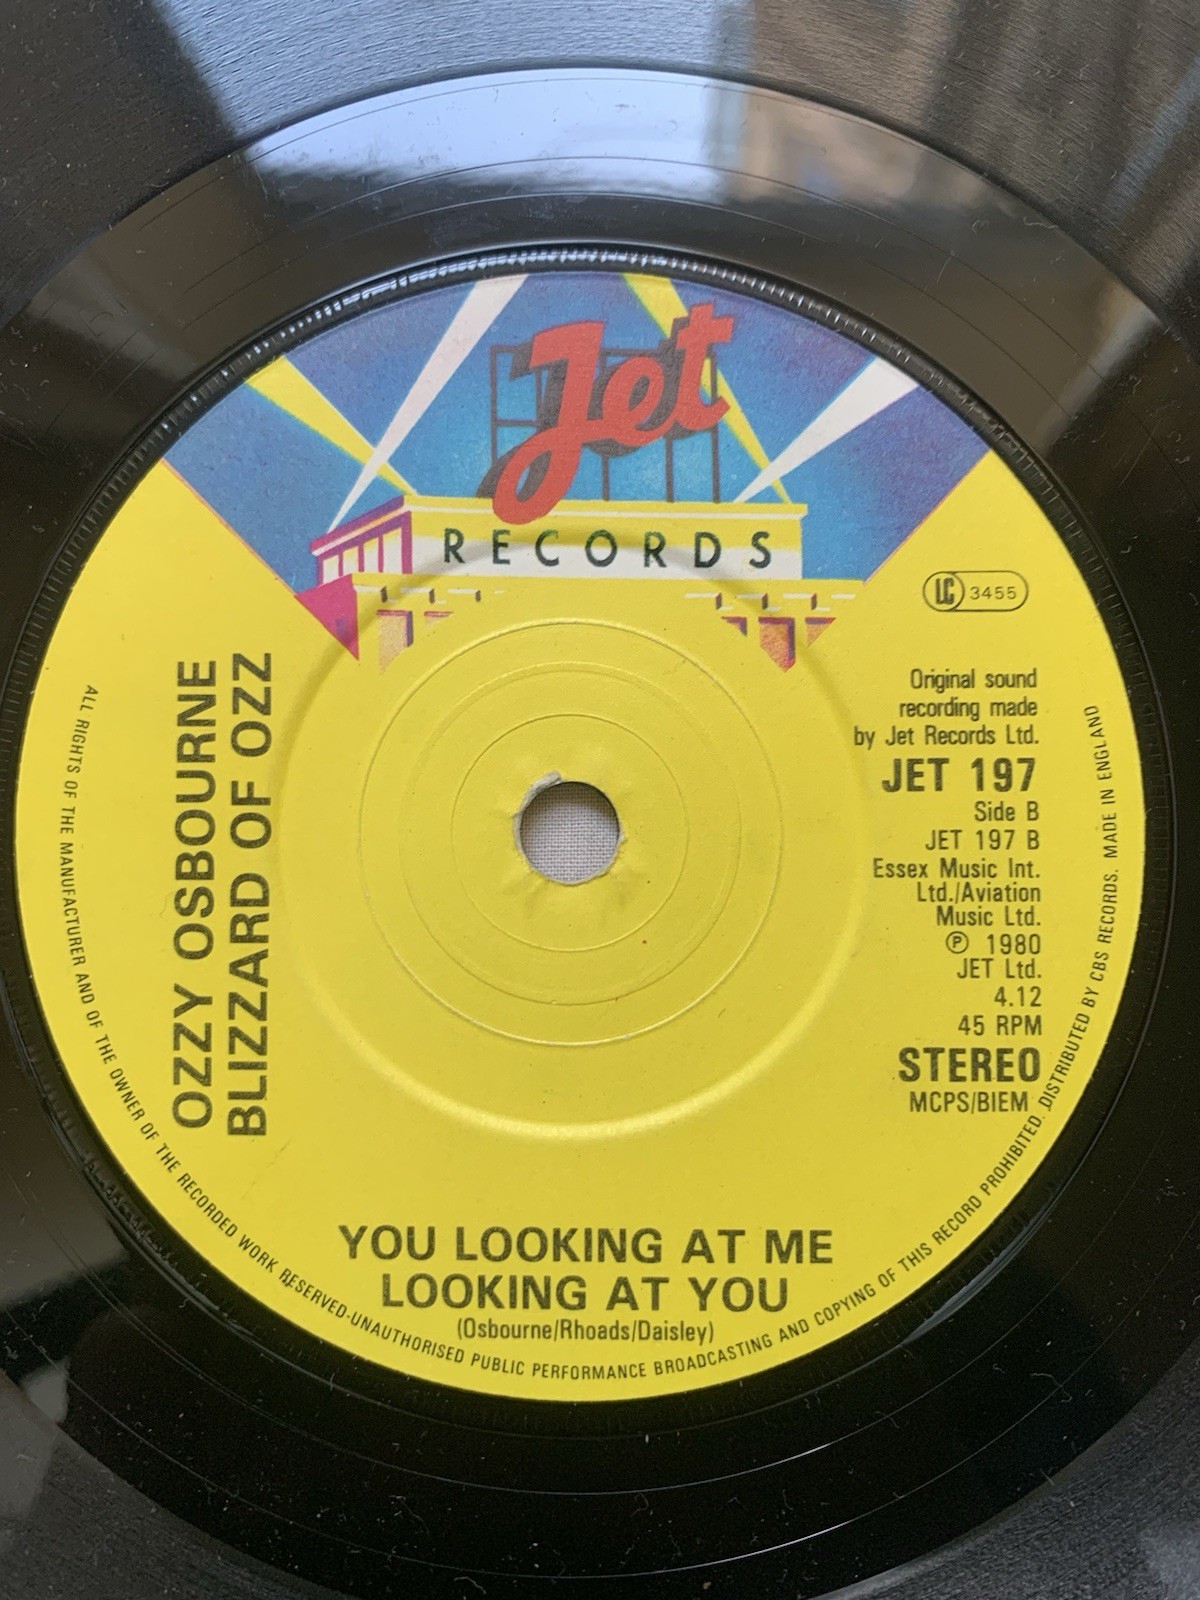 Jet
RECORDS
LC 3455
Original sound
recording made
by Jet Records Ltd.
JET 197
Side B
JET 197 B
Essex Music Int.
Ltd./Aviation
Music Ltd.
℗ 1980
JET Ltd.
4.12
45 RPM
STEREO
MCPS/BIEM
OZZY OSBOURNE
BLIZZARD OF OZZ
YOU LOOKING AT ME
LOOKING AT YOU
(Osbourne/Rhoads/Daisley)
ALL RIGHTS OF THE MANUFACTURER AND OF THE OWNER OF THE RECORDED WORK RESERVED-UNAUTHORISED PUBLIC PERFORMANCE BROADCASTING AND COPYING OF THIS RECORD PROHIBITED. DISTRIBUTED BY CBS RECORDS. MADE IN ENGLAND